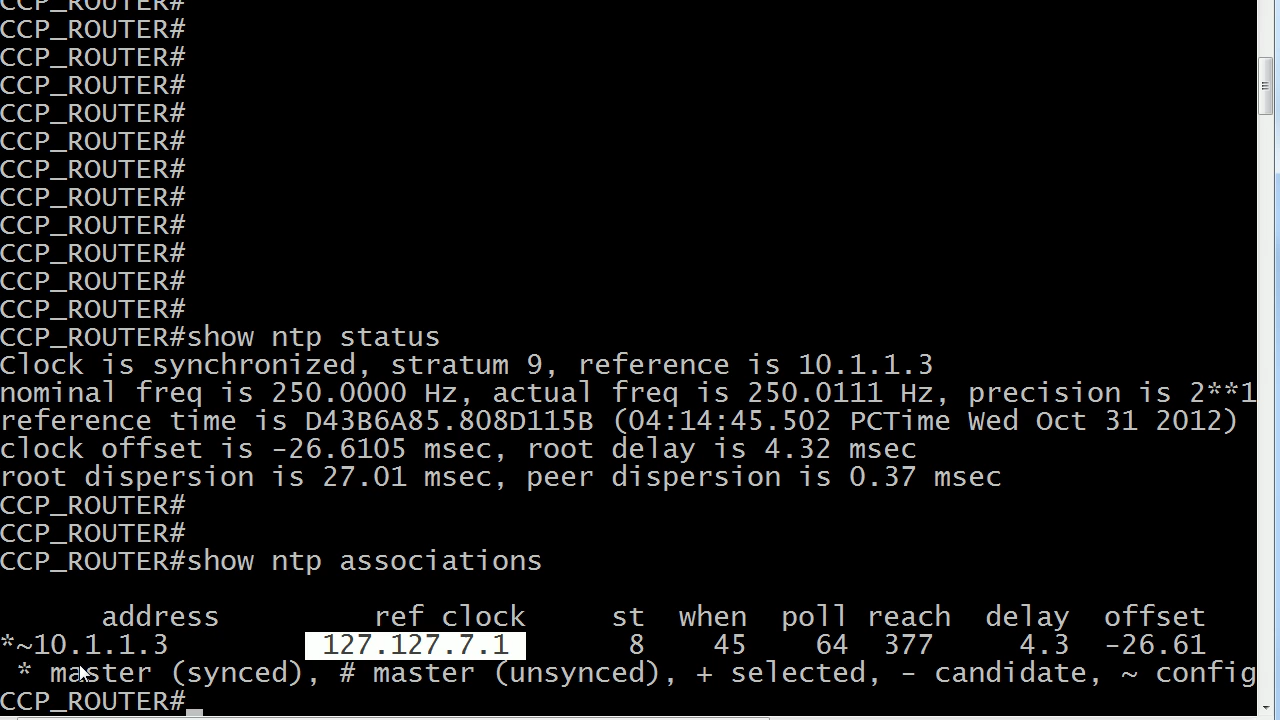 CCP_ROUTER#
CCP_ROUTER#
CCP_ROUTER#
CCP_ROUTER#
CCP_ROUTER#
CCP_ROUTER#
CCP_ROUTER#
CCP_ROUTER#
CCP_ROUTER#
CCP_ROUTER#
CCP_ROUTER#
CCP_ROUTER#
CCP_ROUTER#show ntp status
Clock is synchronized, stratum 9, reference is 10.1.1.3
nominal freq is 250.0000 Hz, actual freq is 250.0111 Hz, precision is 2**1
reference time is D43B6A85.808D115B (04:14:45.502 PCTime Wed Oct 31 2012)
clock offset is -26.6105 msec, root delay is 4.32 msec
root dispersion is 27.01 msec, peer dispersion is 0.37 msec
CCP_ROUTER#
CCP_ROUTER#
CCP_ROUTER#show ntp associations
address ref clock st when poll reach delay offset
*~10.1.1.3 127.127.7.1 8 45 64 377 4.3 -26.61
* master (synced), # master (unsynced), + selected, - candidate, ~ config
CCP_ROUTER#